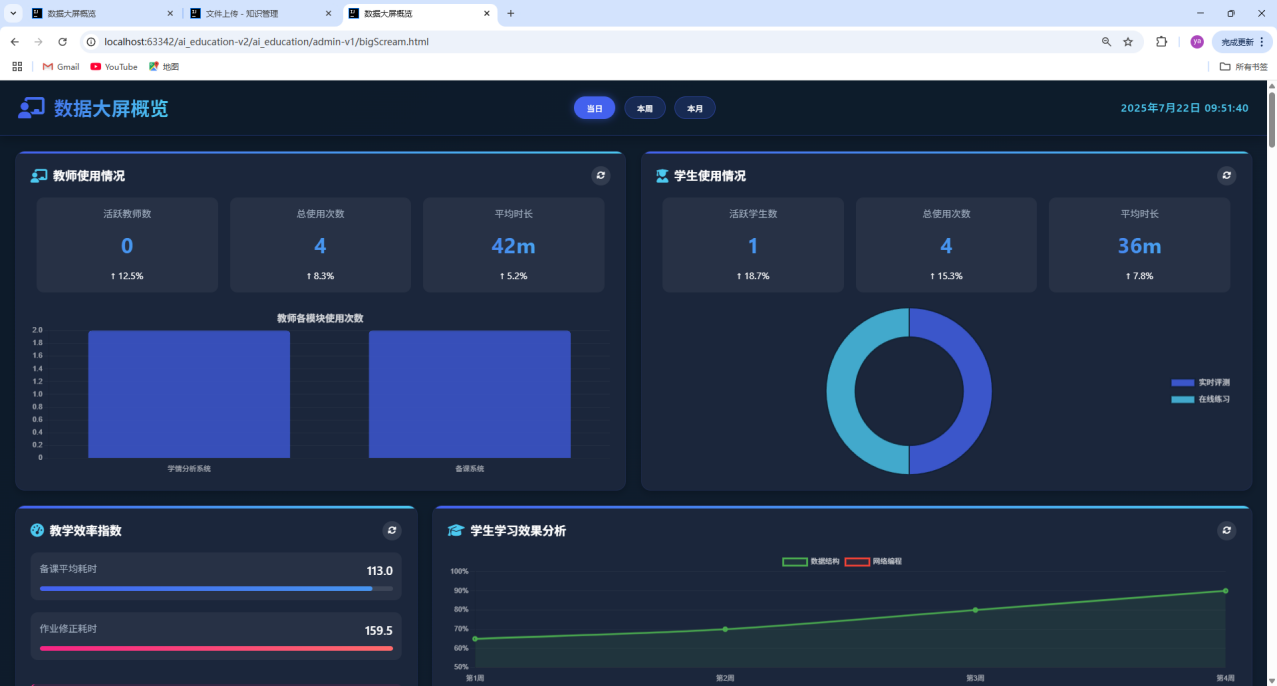 数据大屏概览
文件上传 - 知识管理
数据大屏概览
localhost:63342/ai_education-v2/ai_education/admin-v1/bigScream.html
ya
完成更新
Gmail
YouTube
地图
所有书签
数据大屏概览
当日
本周
本月
2025年7月22日 09:51:40
教师使用情况
活跃教师数
总使用次数
平均时长
0
4
42m
↑ 12.5%
↑ 8.3%
↑ 5.2%
教师各模块使用次数
2.0
1.8
1.6
1.4
1.2
1.0
0.8
0.6
0.4
0.2
0
学情分析系统
备课系统
学生使用情况
活跃学生数
总使用次数
平均时长
1
4
36m
↑ 18.7%
↑ 15.3%
↑ 7.8%
实时评测
在线练习
教学效率指数
备课平均耗时
113.0
作业修正耗时
159.5
学生学习效果分析
数据结构
网络编程
100%
90%
80%
70%
60%
50%
第1周
第2周
第3周
第4周